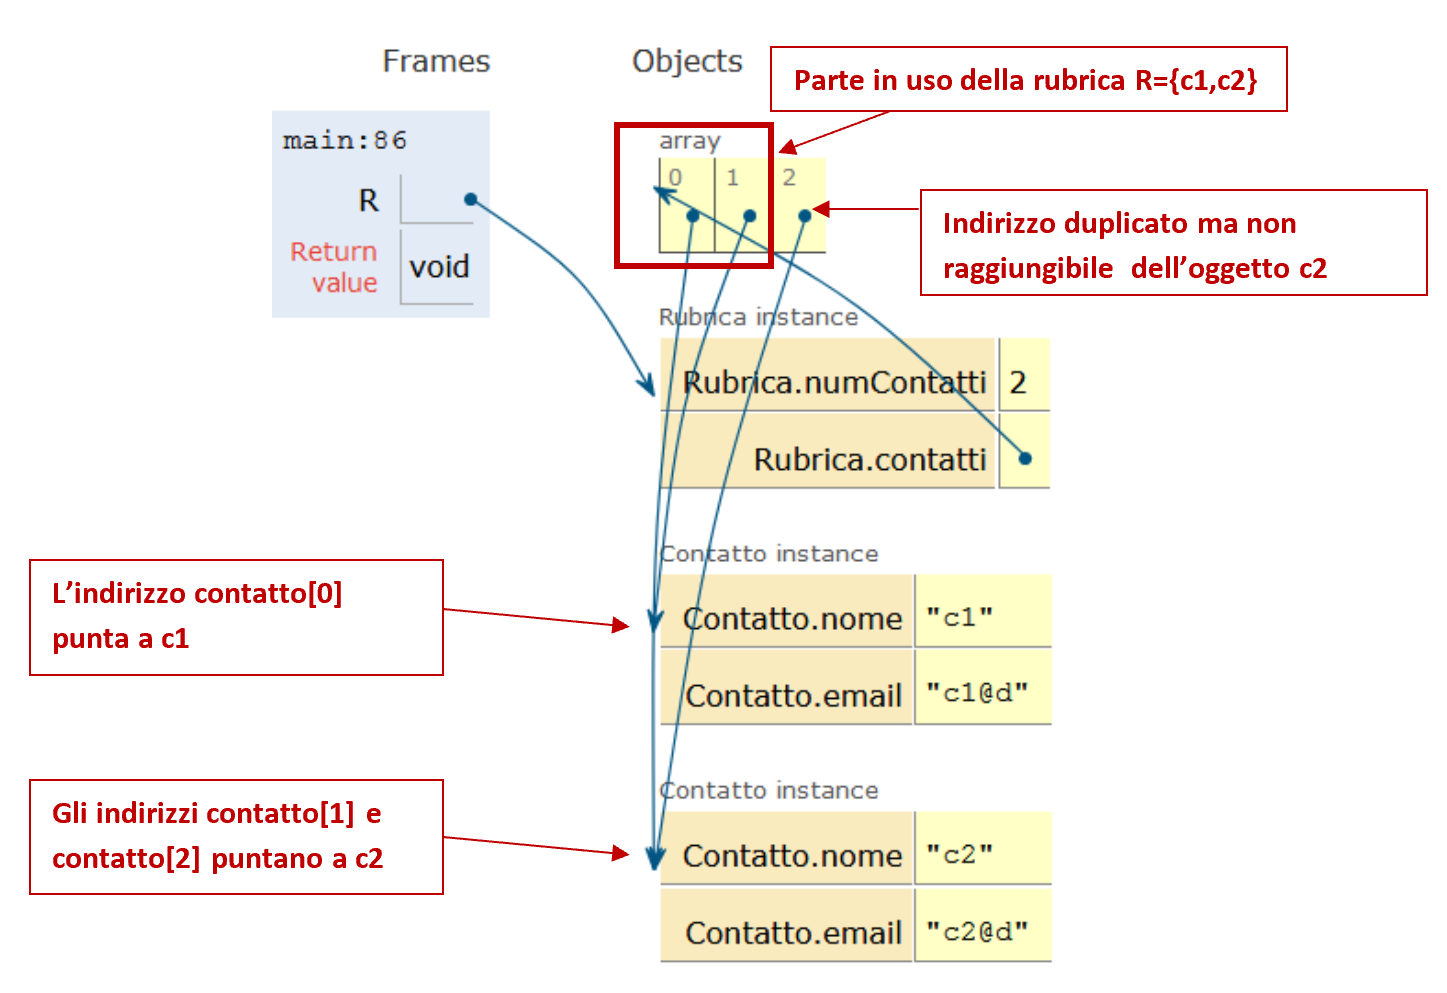 Frames
Objects
Parte in uso della rubrica R={c1,c2}
main:86
array
0 1 2
R
Indirizzo duplicato ma non
raggiungibile dell’oggetto c2
Return
value
void
Rubrica instance
Rubrica.numContatti 2
Rubrica.contatti
Contatto instance
L’indirizzo contatto[0]
punta a c1
Contatto.nome "c1"
Contatto.email "c1@d"
Contatto instance
Gli indirizzi contatto[1] e
contatto[2] puntano a c2
Contatto.nome "c2"
Contatto.email "c2@d"